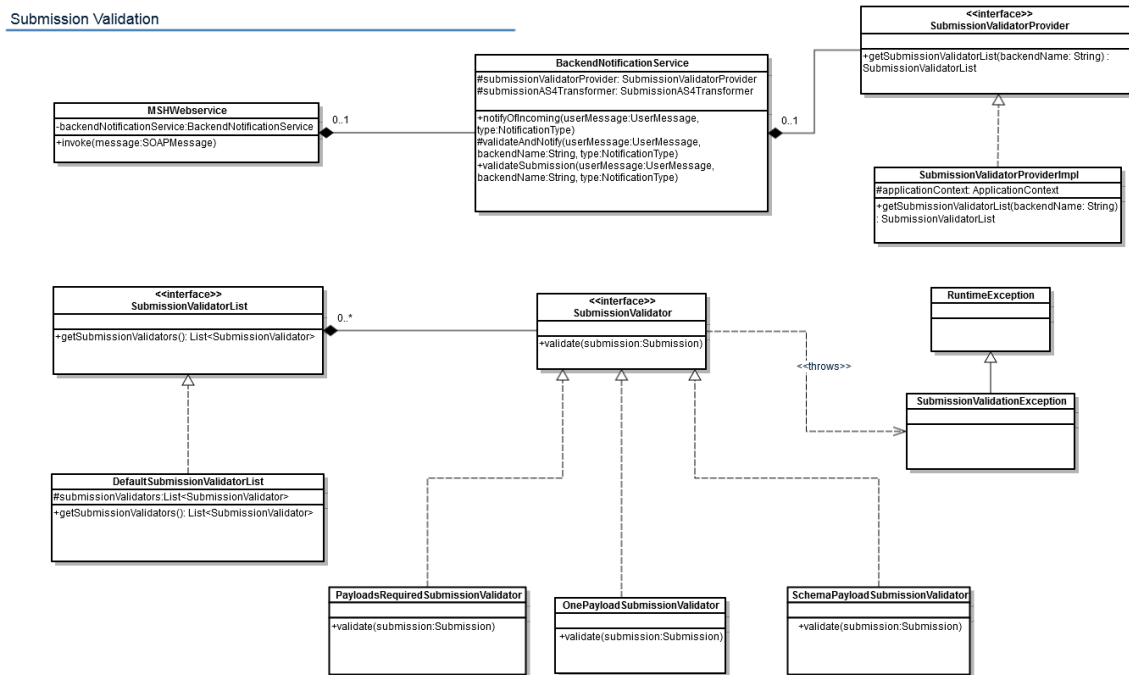 Submission Validation
<<interface>>
SubmissionValidatorProvider
+getSubmissionValidatorList(backendName: String) :
SubmissionValidatorList
BackendNotificationService
#submissionValidatorProvider: SubmissionValidatorProvider
#submissionAS4Transformer: SubmissionAS4Transformer
+notifyOfIncoming(userMessage:UserMessage,
type:NotificationType)
#validateAndNotify(userMessage:UserMessage,
backendName:String, type:NotificationType)
+validateSubmission(userMessage:UserMessage,
backendName:String, type:NotificationType)
0..1
MSHWebservice
-backendNotificationService:BackendNotificationService
+invoke(message:SOAPMessage)
0..1
SubmissionValidatorProviderImpl
#applicationContext: ApplicationContext
+getSubmissionValidatorList(backendName: String)
: SubmissionValidatorList
<<interface>>
SubmissionValidatorList
+getSubmissionValidators(): List<SubmissionValidator>
0..*
<<interface>>
SubmissionValidator
+validate(submission:Submission)
RuntimeException
<<throws>>
SubmissionValidationException
DefaultSubmissionValidatorList
#submissionValidators:List<SubmissionValidator>
+getSubmissionValidators(): List<SubmissionValidator>
PayloadsRequiredSubmissionValidator
+validate(submission:Submission)
OnePayloadSubmissionValidator
+validate(submission:Submission)
SchemaPayloadSubmissionValidator
+validate(submission:Submission)